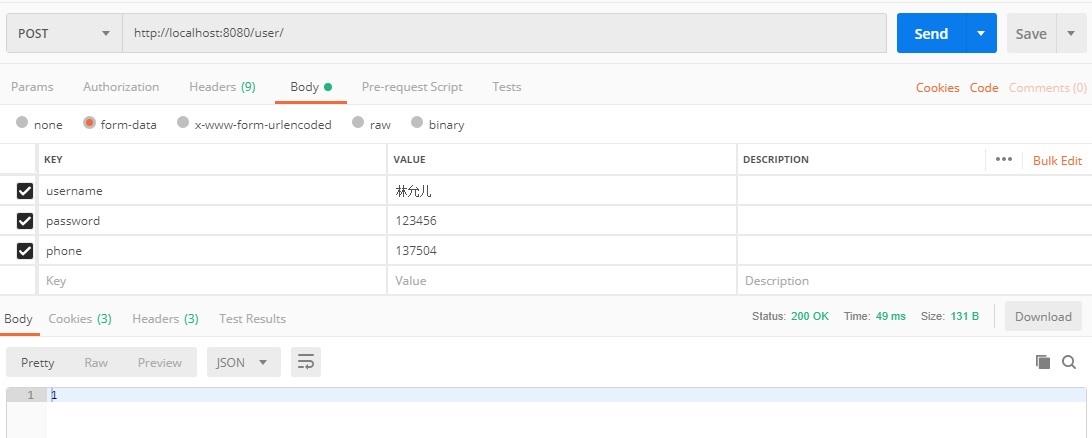 POST http://localhost:8080/user/ Send Save
Params Authorization Headers (9) Body Pre-request Script Tests Cookies Code Comments (0)
none form-data x-www-form-urlencoded raw binary
KEY VALUE DESCRIPTION ••• Bulk Edit
username 林允儿
password 123456
phone 137504
Key Value Description
Body Cookies (3) Headers (3) Test Results Status: 200 OK Time: 49 ms Size: 131 B Download
Pretty Raw Preview JSON
1 1